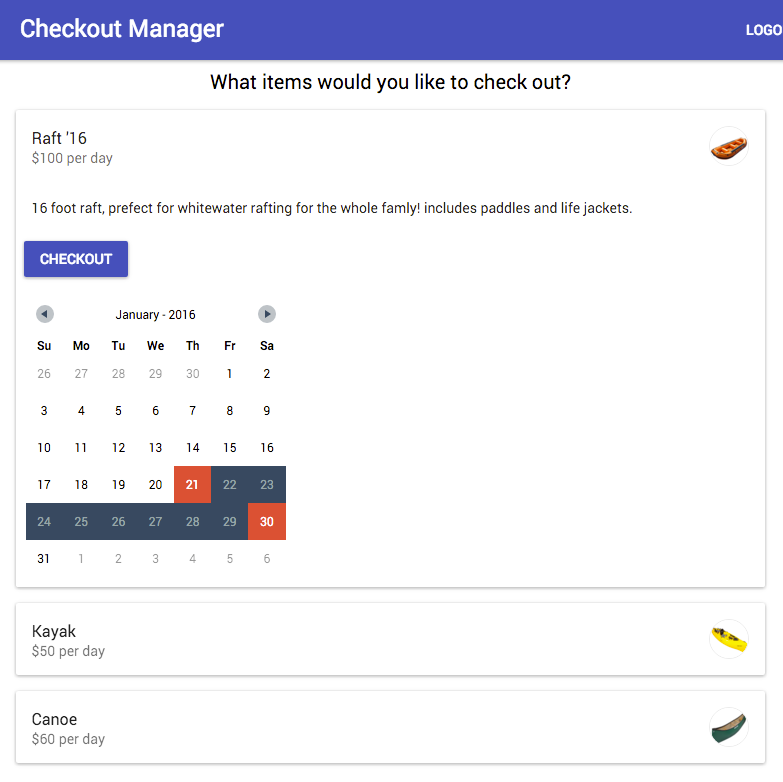 Checkout Manager
LOGO
What items would you like to check out?
Raft '16
$100 per day
16 foot raft, prefect for whitewater rafting for the whole famly! includes paddles and life jackets.
CHECKOUT
January - 2016
Su Mo Tu We Th Fr Sa
26 27 28 29 30 1 2
3 4 5 6 7 8 9
10 11 12 13 14 15 16
17 18 19 20 21 22 23
24 25 26 27 28 29 30
31 1 2 3 4 5 6
Kayak
$50 per day
Canoe
$60 per day